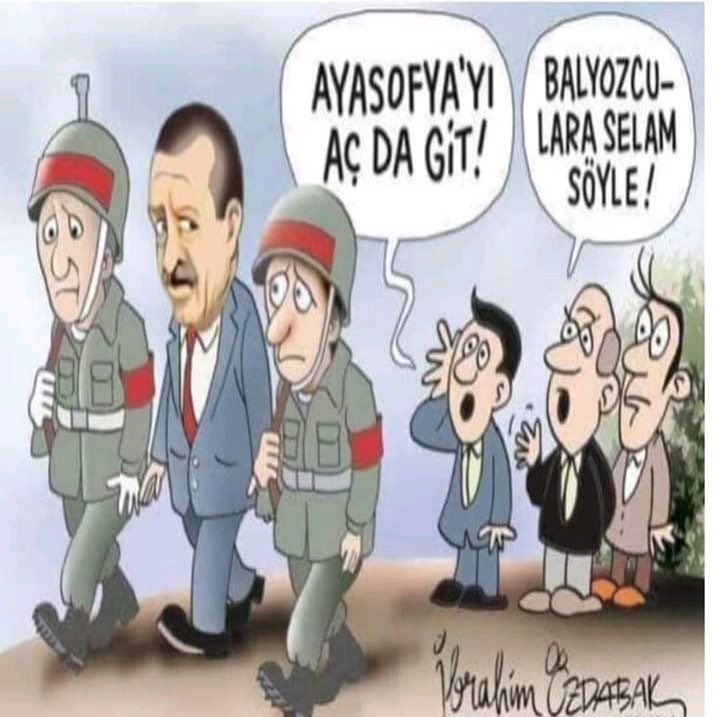 AYASOFYA'YI
AÇ DA GİT!
BALYOZCU-
LARA SELAM
SÖYLE!
İbrahim ÖZDABAK